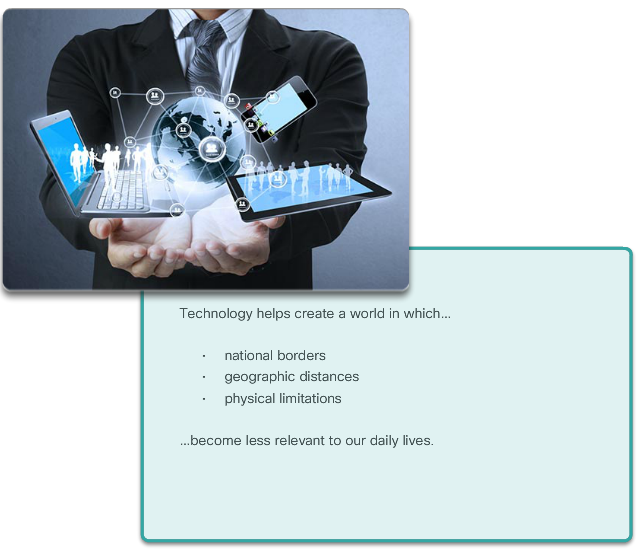 Technology helps create a world in which...
· national borders
· geographic distances
· physical limitations
...become less relevant to our daily lives.